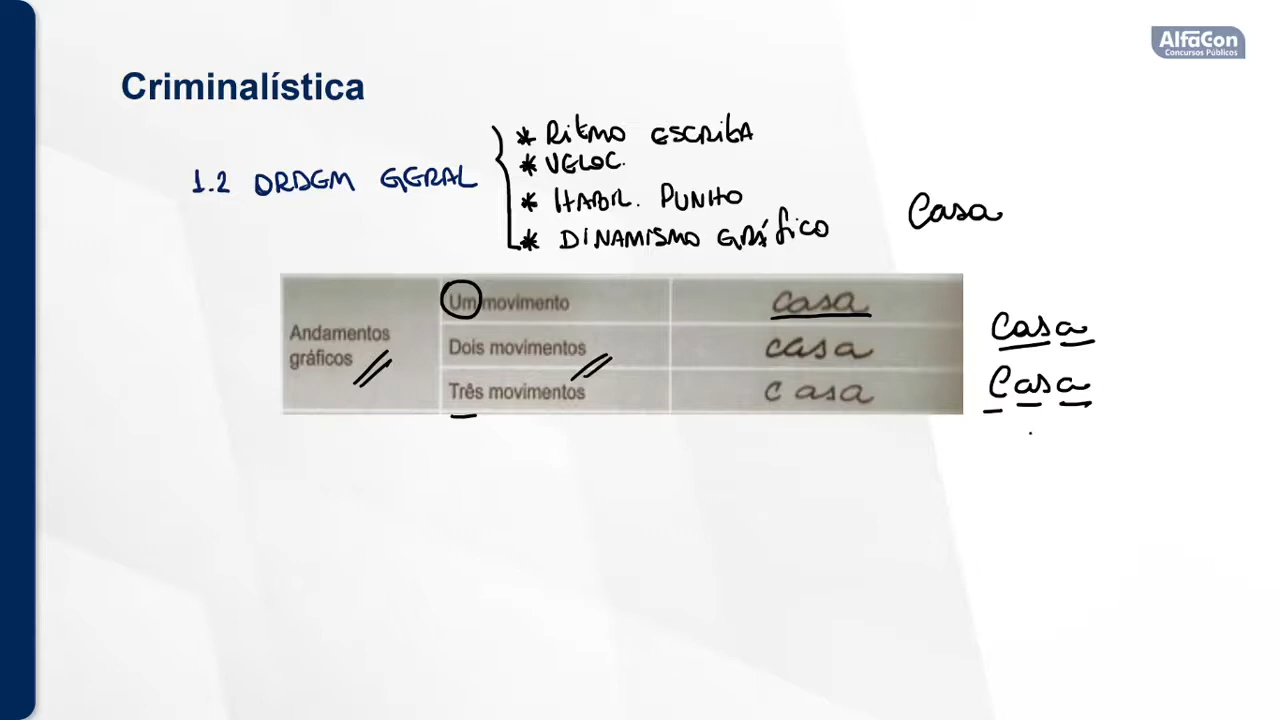 AlfaCon
Concursos Públicos
Criminalística
1.2 ORDEM GERAL
* RITMO ESCRITA
* VELOC.
* HABIL. PUNHO
* DINAMISMO GRÁFICO
Casa
Andamentos gráficos
Um movimento
casa
Dois movimentos
casa
Três movimentos
c asa
Casa
Casa